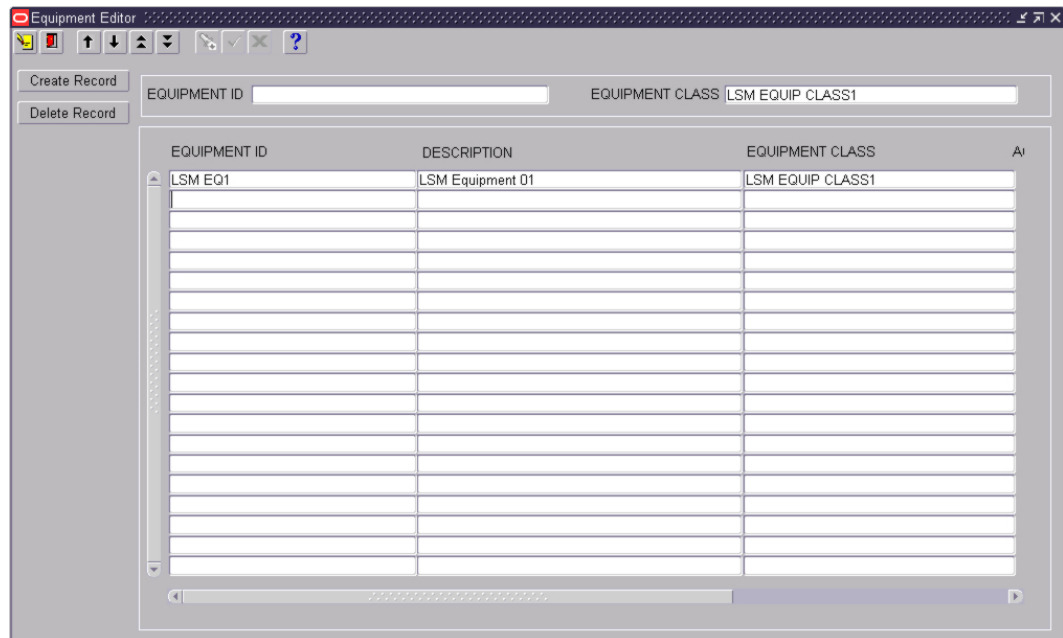 Equipment Editor
?
Create Record
Delete Record
EQUIPMENT ID
EQUIPMENT CLASS LSM EQUIP CLASS1
EQUIPMENT ID DESCRIPTION EQUIPMENT CLASS
LSM EQ1 LSM Equipment 01 LSM EQUIP CLASS1